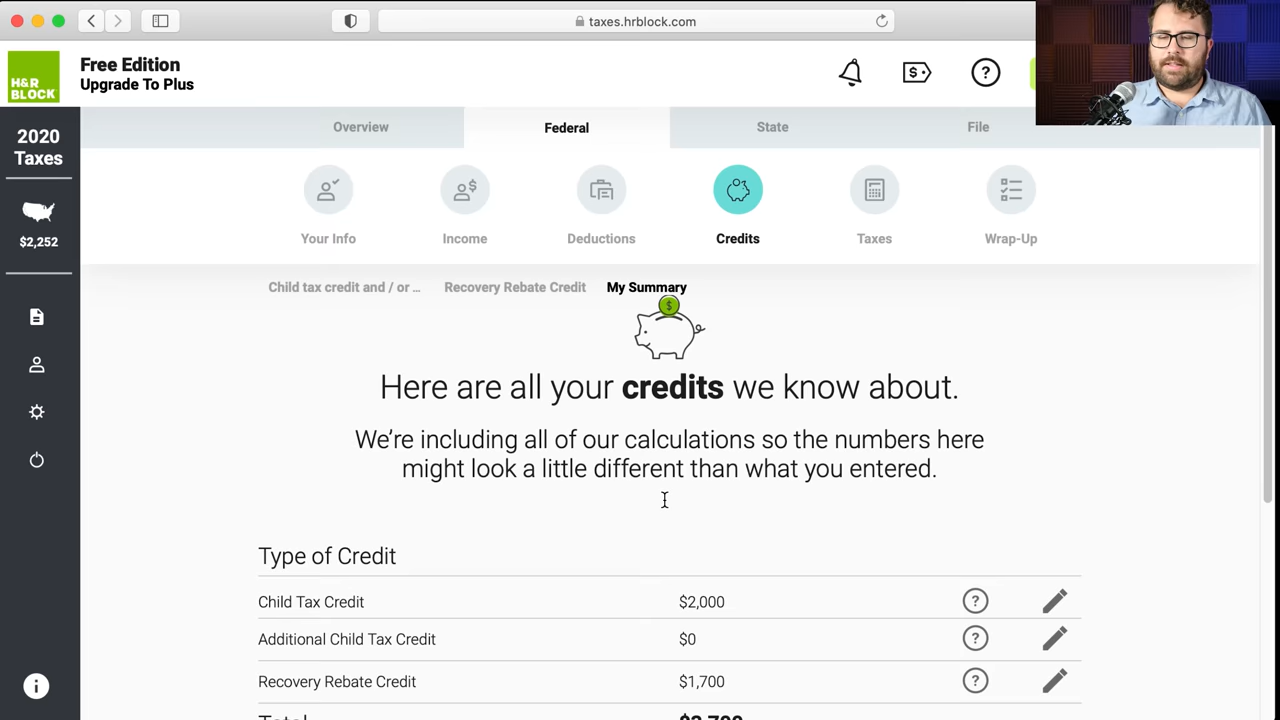 taxes.hrblock.com
H&R
BLOCK
Free Edition
Upgrade To Plus
$
?
2020
Taxes
$2,252
Overview
Federal
State
File
Your Info
Income
Deductions
Credits
Taxes
Wrap-Up
Child tax credit and / or ...
Recovery Rebate Credit
My Summary
$
Here are all your credits we know about.
We're including all of our calculations so the numbers here
might look a little different than what you entered.
Type of Credit
Child Tax Credit $2,000 ?
Additional Child Tax Credit $0 ?
Recovery Rebate Credit $1,700 ?
Total $3,700